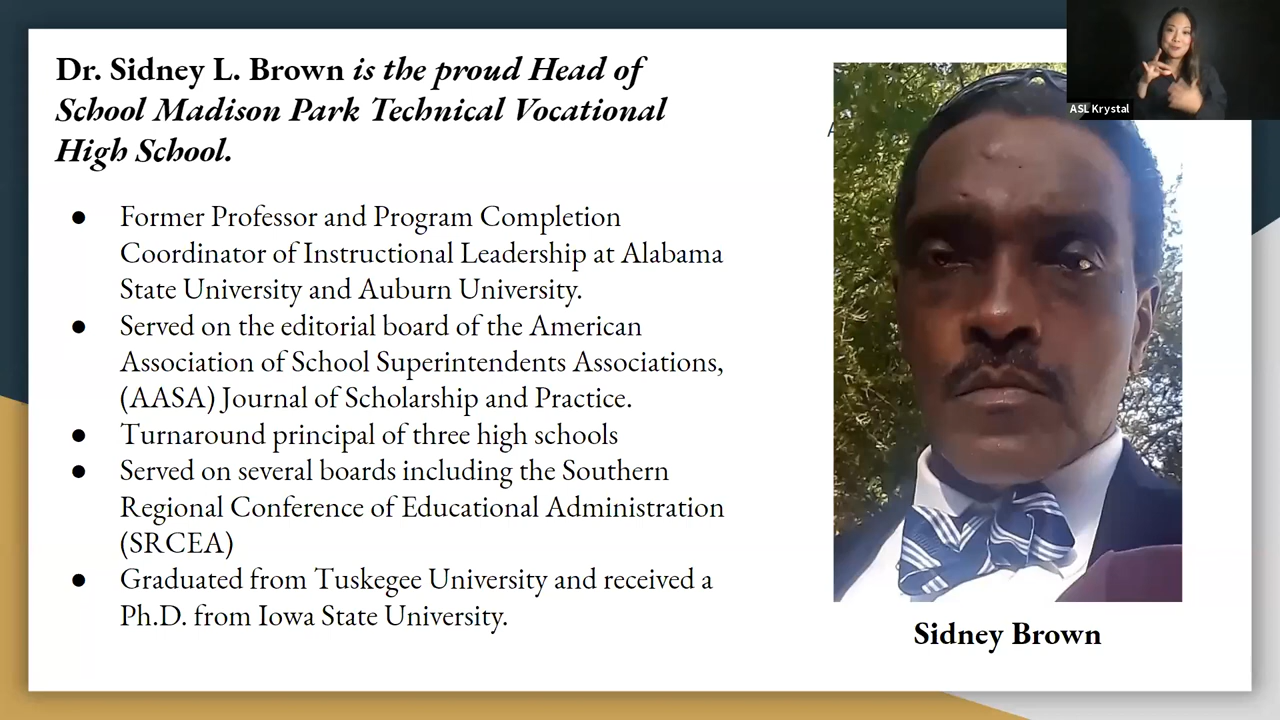 Dr. Sidney L. Brown is the proud Head of
School Madison Park Technical Vocational
High School.
● Former Professor and Program Completion
Coordinator of Instructional Leadership at Alabama
State University and Auburn University.
● Served on the editorial board of the American
Association of School Superintendents Associations,
(AASA) Journal of Scholarship and Practice.
● Turnaround principal of three high schools
● Served on several boards including the Southern
Regional Conference of Educational Administration
(SRCEA)
● Graduated from Tuskegee University and received a
Ph.D. from Iowa State University.
ASL Krystal
Sidney Brown